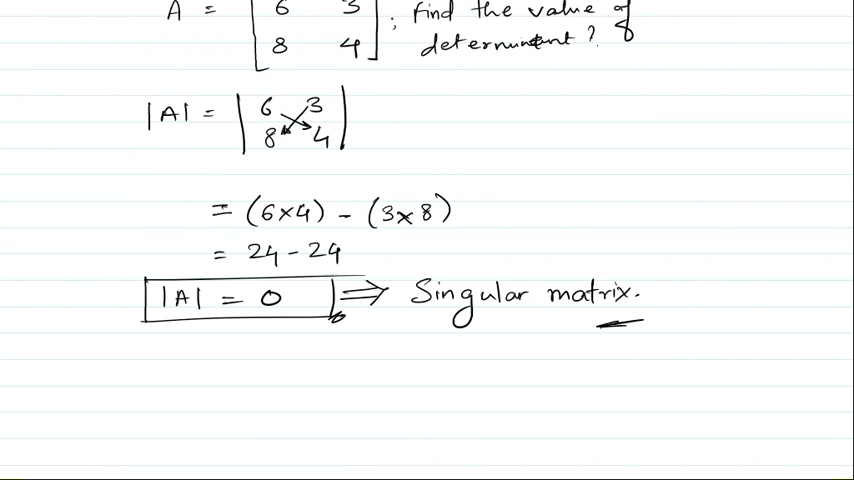 A = [6 3 ; find the value of
8 4] determinant?
|A| = |6 3
8 4|
= (6×4) - (3×8)
= 24 - 24
|A| = 0 ⇒ Singular matrix.